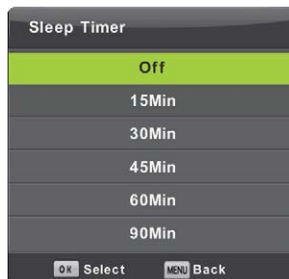 Sleep Timer
Off
15Min
30Min
45Min
60Min
90Min
OK Select MENU Back